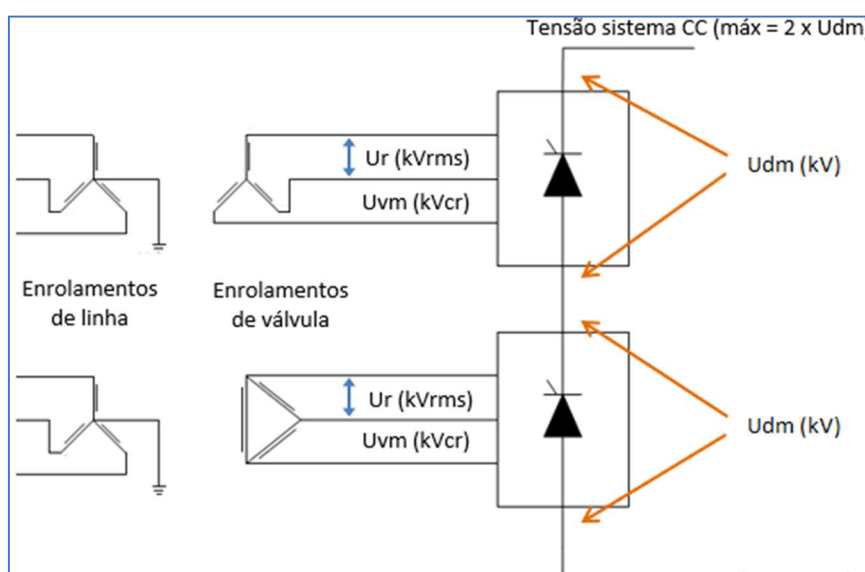 Tensão sistema CC (máx = 2 x Udm
Ur (kVrms)
Uvm (kVcr)
Udm (kV)
Enrolamentos
de linha
Enrolamentos
de válvula
Ur (kVrms)
Uvm (kVcr)
Udm (kV)